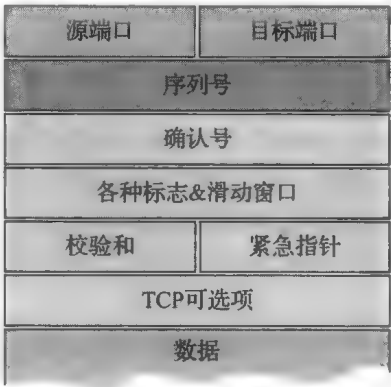 源端口 目标端口
序列号
确认号
各种标志&滑动窗口
校验和 紧急指针
TCP可选项
数据